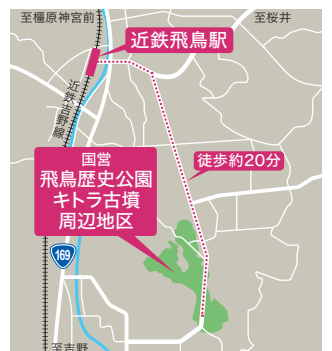 至橿原神宮前
至桜井
近鉄飛鳥駅
近鉄吉野線
徒歩約20分
国営
飛鳥歴史公園
キトラ古墳
周辺地区
169
至吉野